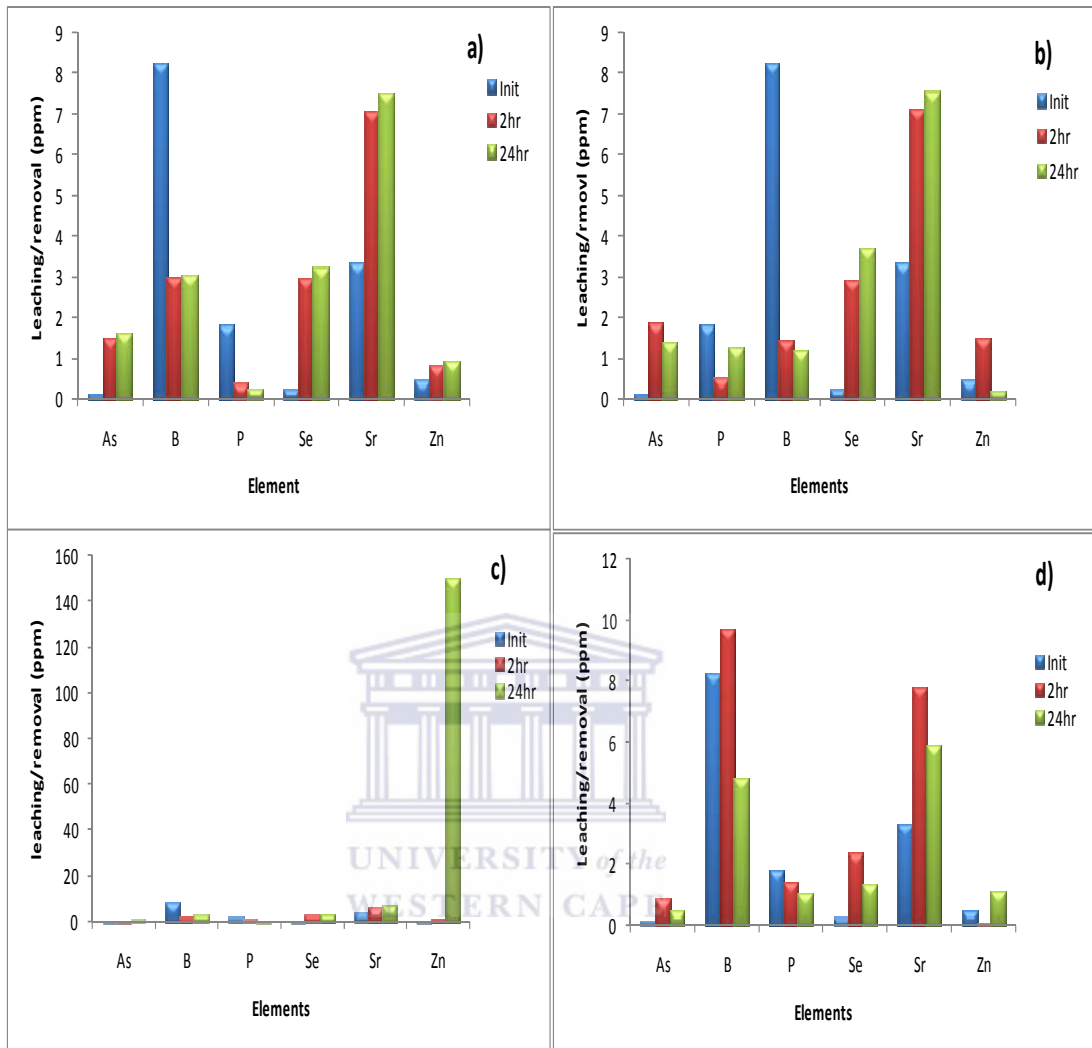 a)
Leaching/removal (ppm)
9
8
7
6
5
4
3
2
1
0
As B P Se Sr Zn
Element
Init
2hr
24hr
b)
Leaching/rmovl (ppm)
9
8
7
6
5
4
3
2
1
0
As P B Se Sr Zn
Elements
Init
2hr
24hr
c)
leaching/removal (ppm)
160
140
120
100
80
60
40
20
0
As B P Se Sr Zn
Elements
Init
2hr
24hr
d)
Leaching/removal (ppm)
12
10
8
6
4
2
0
As B P Se Sr Zn
Elements
Init
2hr
24hr
UNIVERSITY of the
WESTERN CAPE